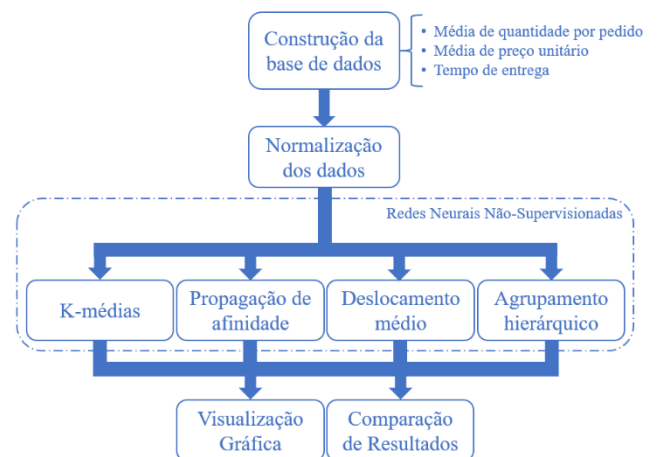 Construção da
base de dados
• Média de quantidade por pedido
• Média de preço unitário
• Tempo de entrega
Normalização
dos dados
Redes Neurais Não-Supervisionadas
K-médias
Propagação de
afinidade
Deslocamento
médio
Agrupamento
hierárquico
Visualização
Gráfica
Comparação
de Resultados